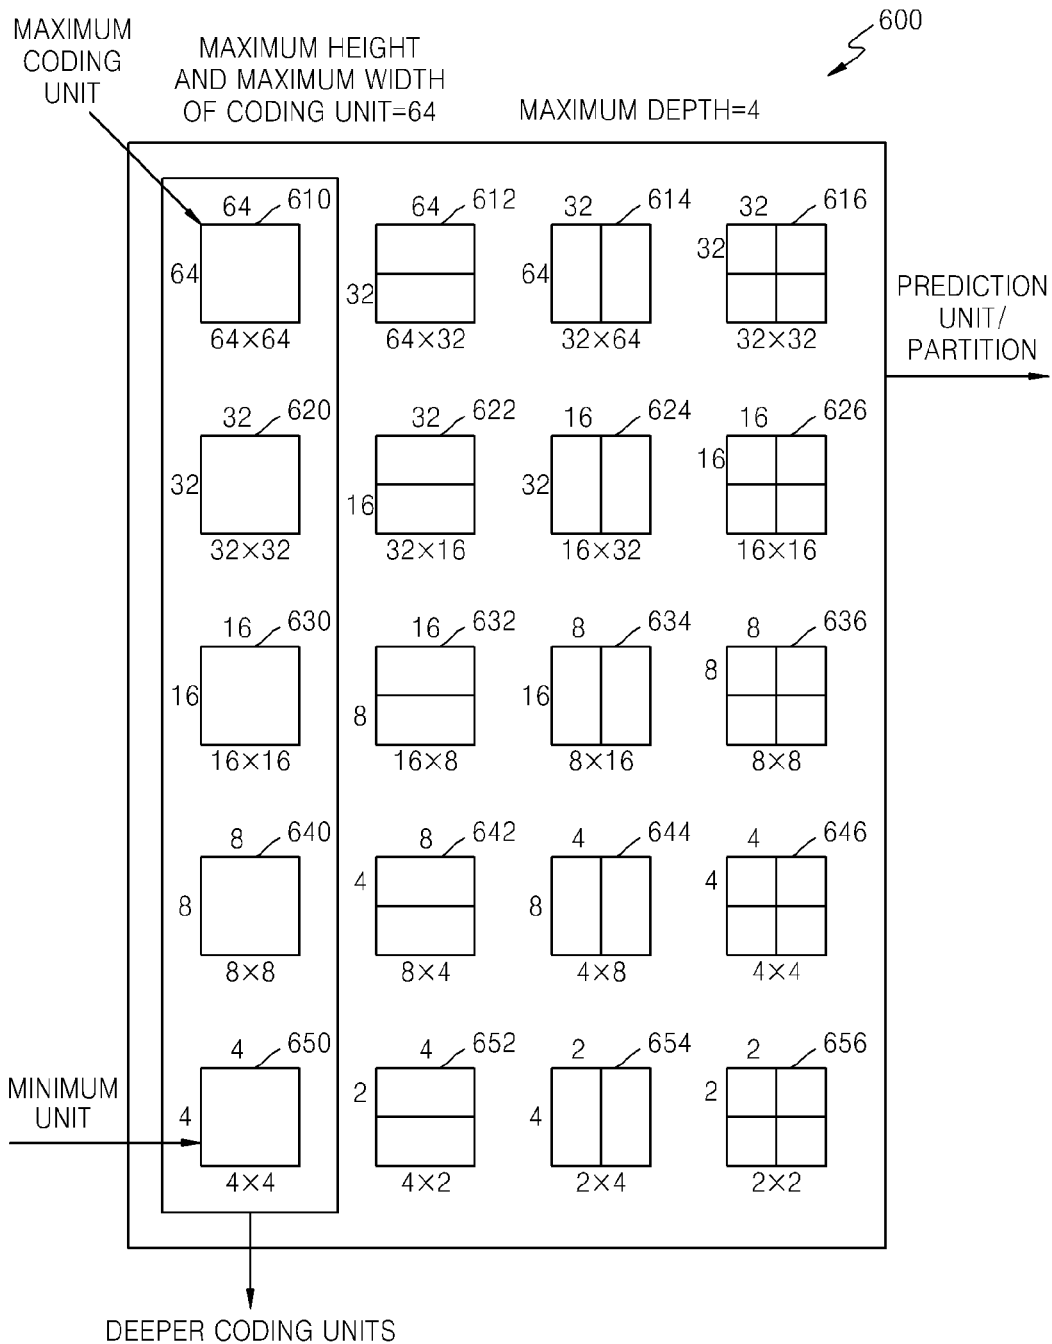 600
MAXIMUM
CODING
UNIT
MAXIMUM HEIGHT
AND MAXIMUM WIDTH
OF CODING UNIT=64
MAXIMUM DEPTH=4
64 610 64 612 32 614 32 616
64 32 64 32
64×64 64×32 32×64 32×32
PREDICTION
UNIT/
PARTITION
32 620 32 622 16 624 16 626
32 16 32 16
32×32 32×16 16×32 16×16
16 630 16 632 8 634 8 636
16 8 16 8
16×16 16×8 8×16 8×8
8 640 8 642 4 644 4 646
8 4 8 4
8×8 8×4 4×8 4×4
MINIMUM
UNIT
4 650 4 652 2 654 2 656
4 2 4 2
4×4 4×2 2×4 2×2
DEEPER CODING UNITS